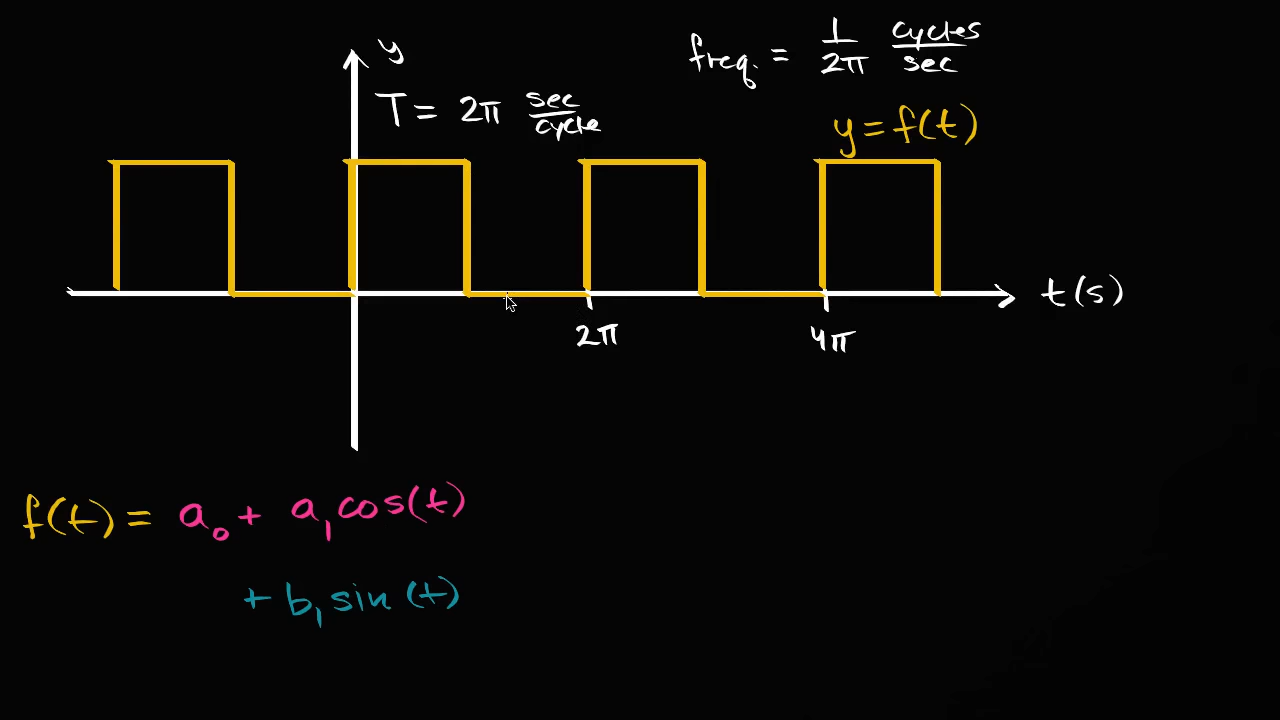 y
freq. = 1/2π cycles/sec
T = 2π sec/cycle
y = f(t)
t(s)
2π
4π
f(t) = a₀ + a₁cos(t)
+ b₁sin(t)